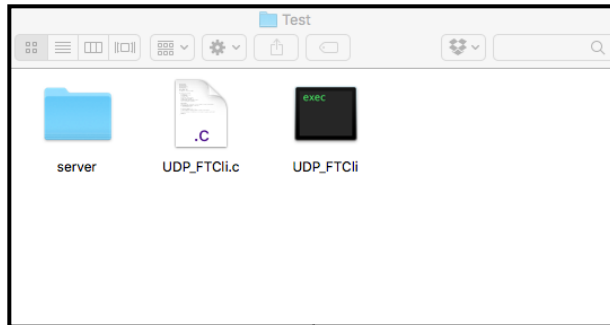 Test
.C
exec
server
UDP_FTCli.c
UDP_FTCli